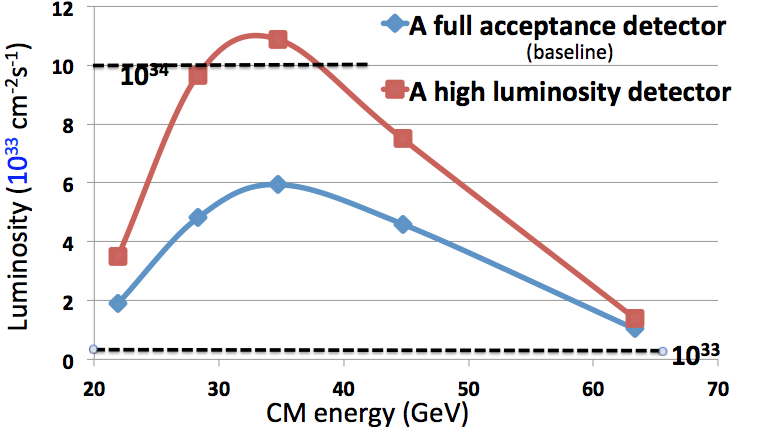 12
A full acceptance detector
(baseline)
10
10³⁴
A high luminosity detector
8
6
4
2
0
10³³
20 30 40 50 60 70
CM energy (GeV)
Luminosity (10³³ cm⁻²s⁻¹)